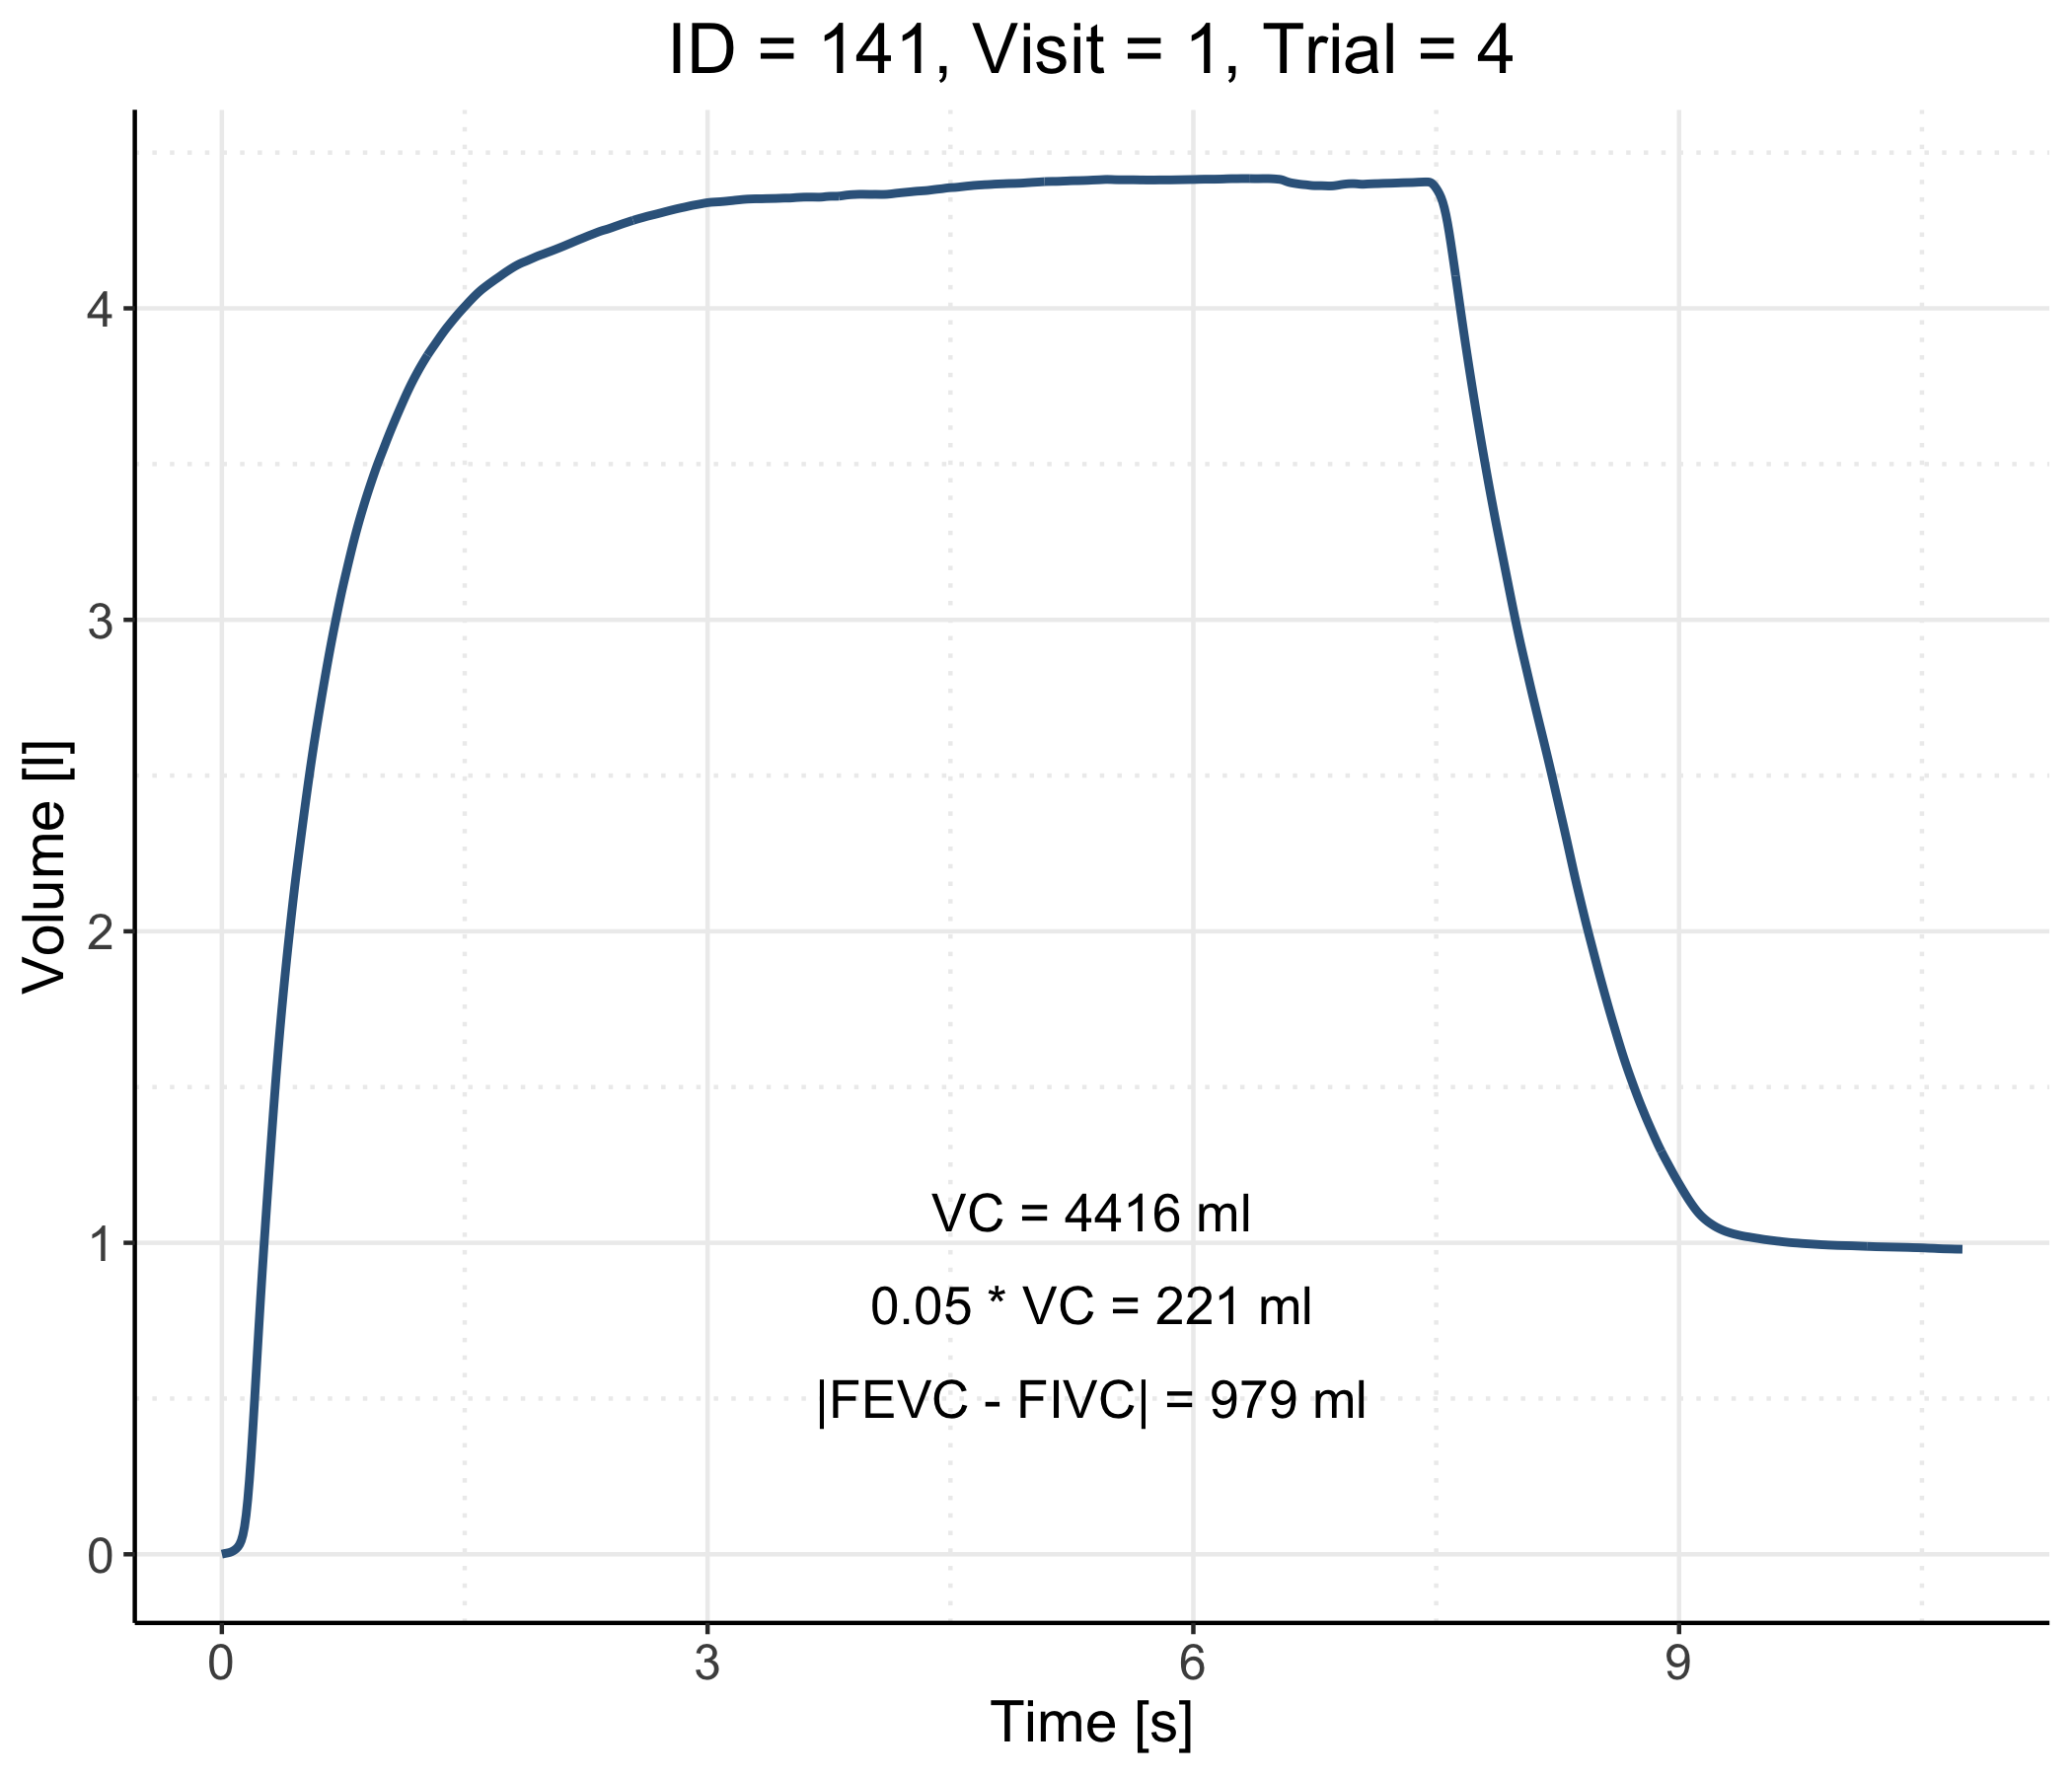 ID = 141, Visit = 1, Trial = 4
4
3
2
1
0
Volume [l]
VC = 4416 ml
0.05 * VC = 221 ml
|FEVC - FIVC| = 979 ml
0 3 6 9
Time [s]